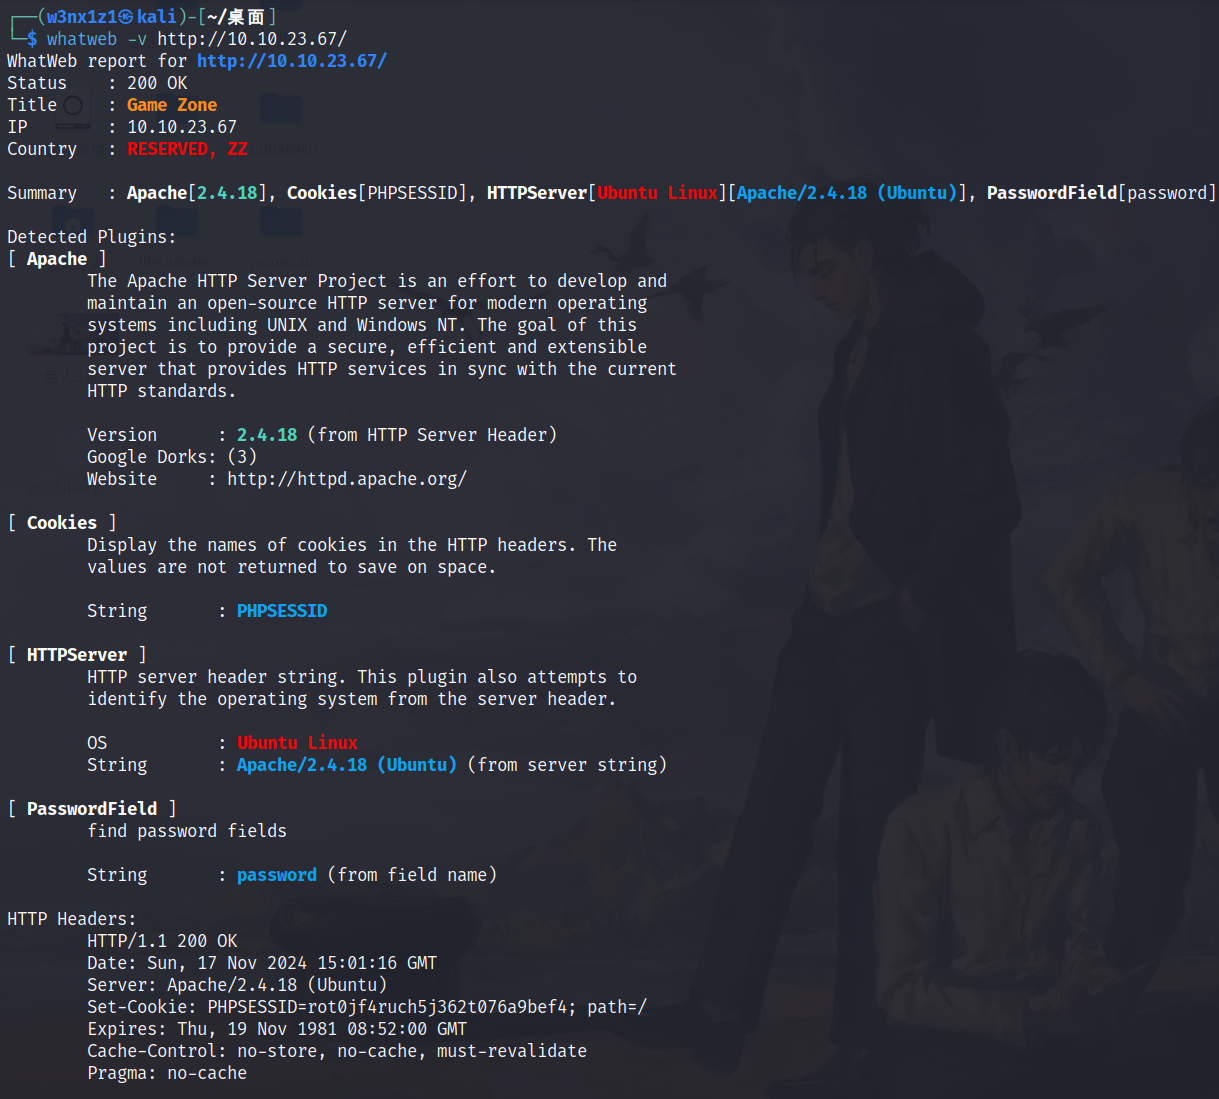 ┌──(w3nx1z1㉿kali)-[~/桌面]
└─$ whatweb -v http://10.10.23.67/
WhatWeb report for http://10.10.23.67/
Status    : 200 OK
Title     : Game Zone
IP        : 10.10.23.67
Country   : RESERVED, ZZ

Summary   : Apache[2.4.18], Cookies[PHPSESSID], HTTPServer[Ubuntu Linux][Apache/2.4.18 (Ubuntu)], PasswordField[password]

Detected Plugins:
[ Apache ]
        The Apache HTTP Server Project is an effort to develop and
        maintain an open-source HTTP server for modern operating
        systems including UNIX and Windows NT. The goal of this
        project is to provide a secure, efficient and extensible
        server that provides HTTP services in sync with the current
        HTTP standards.

        Version      : 2.4.18 (from HTTP Server Header)
        Google Dorks: (3)
        Website     : http://httpd.apache.org/

[ Cookies ]
        Display the names of cookies in the HTTP headers. The
        values are not returned to save on space.

        String       : PHPSESSID

[ HTTPServer ]
        HTTP server header string. This plugin also attempts to
        identify the operating system from the server header.

        OS           : Ubuntu Linux
        String       : Apache/2.4.18 (Ubuntu) (from server string)

[ PasswordField ]
        find password fields

        String       : password (from field name)

HTTP Headers:
        HTTP/1.1 200 OK
        Date: Sun, 17 Nov 2024 15:01:16 GMT
        Server: Apache/2.4.18 (Ubuntu)
        Set-Cookie: PHPSESSID=rot0jf4ruch5j362t076a9bef4; path=/
        Expires: Thu, 19 Nov 1981 08:52:00 GMT
        Cache-Control: no-store, no-cache, must-revalidate
        Pragma: no-cache